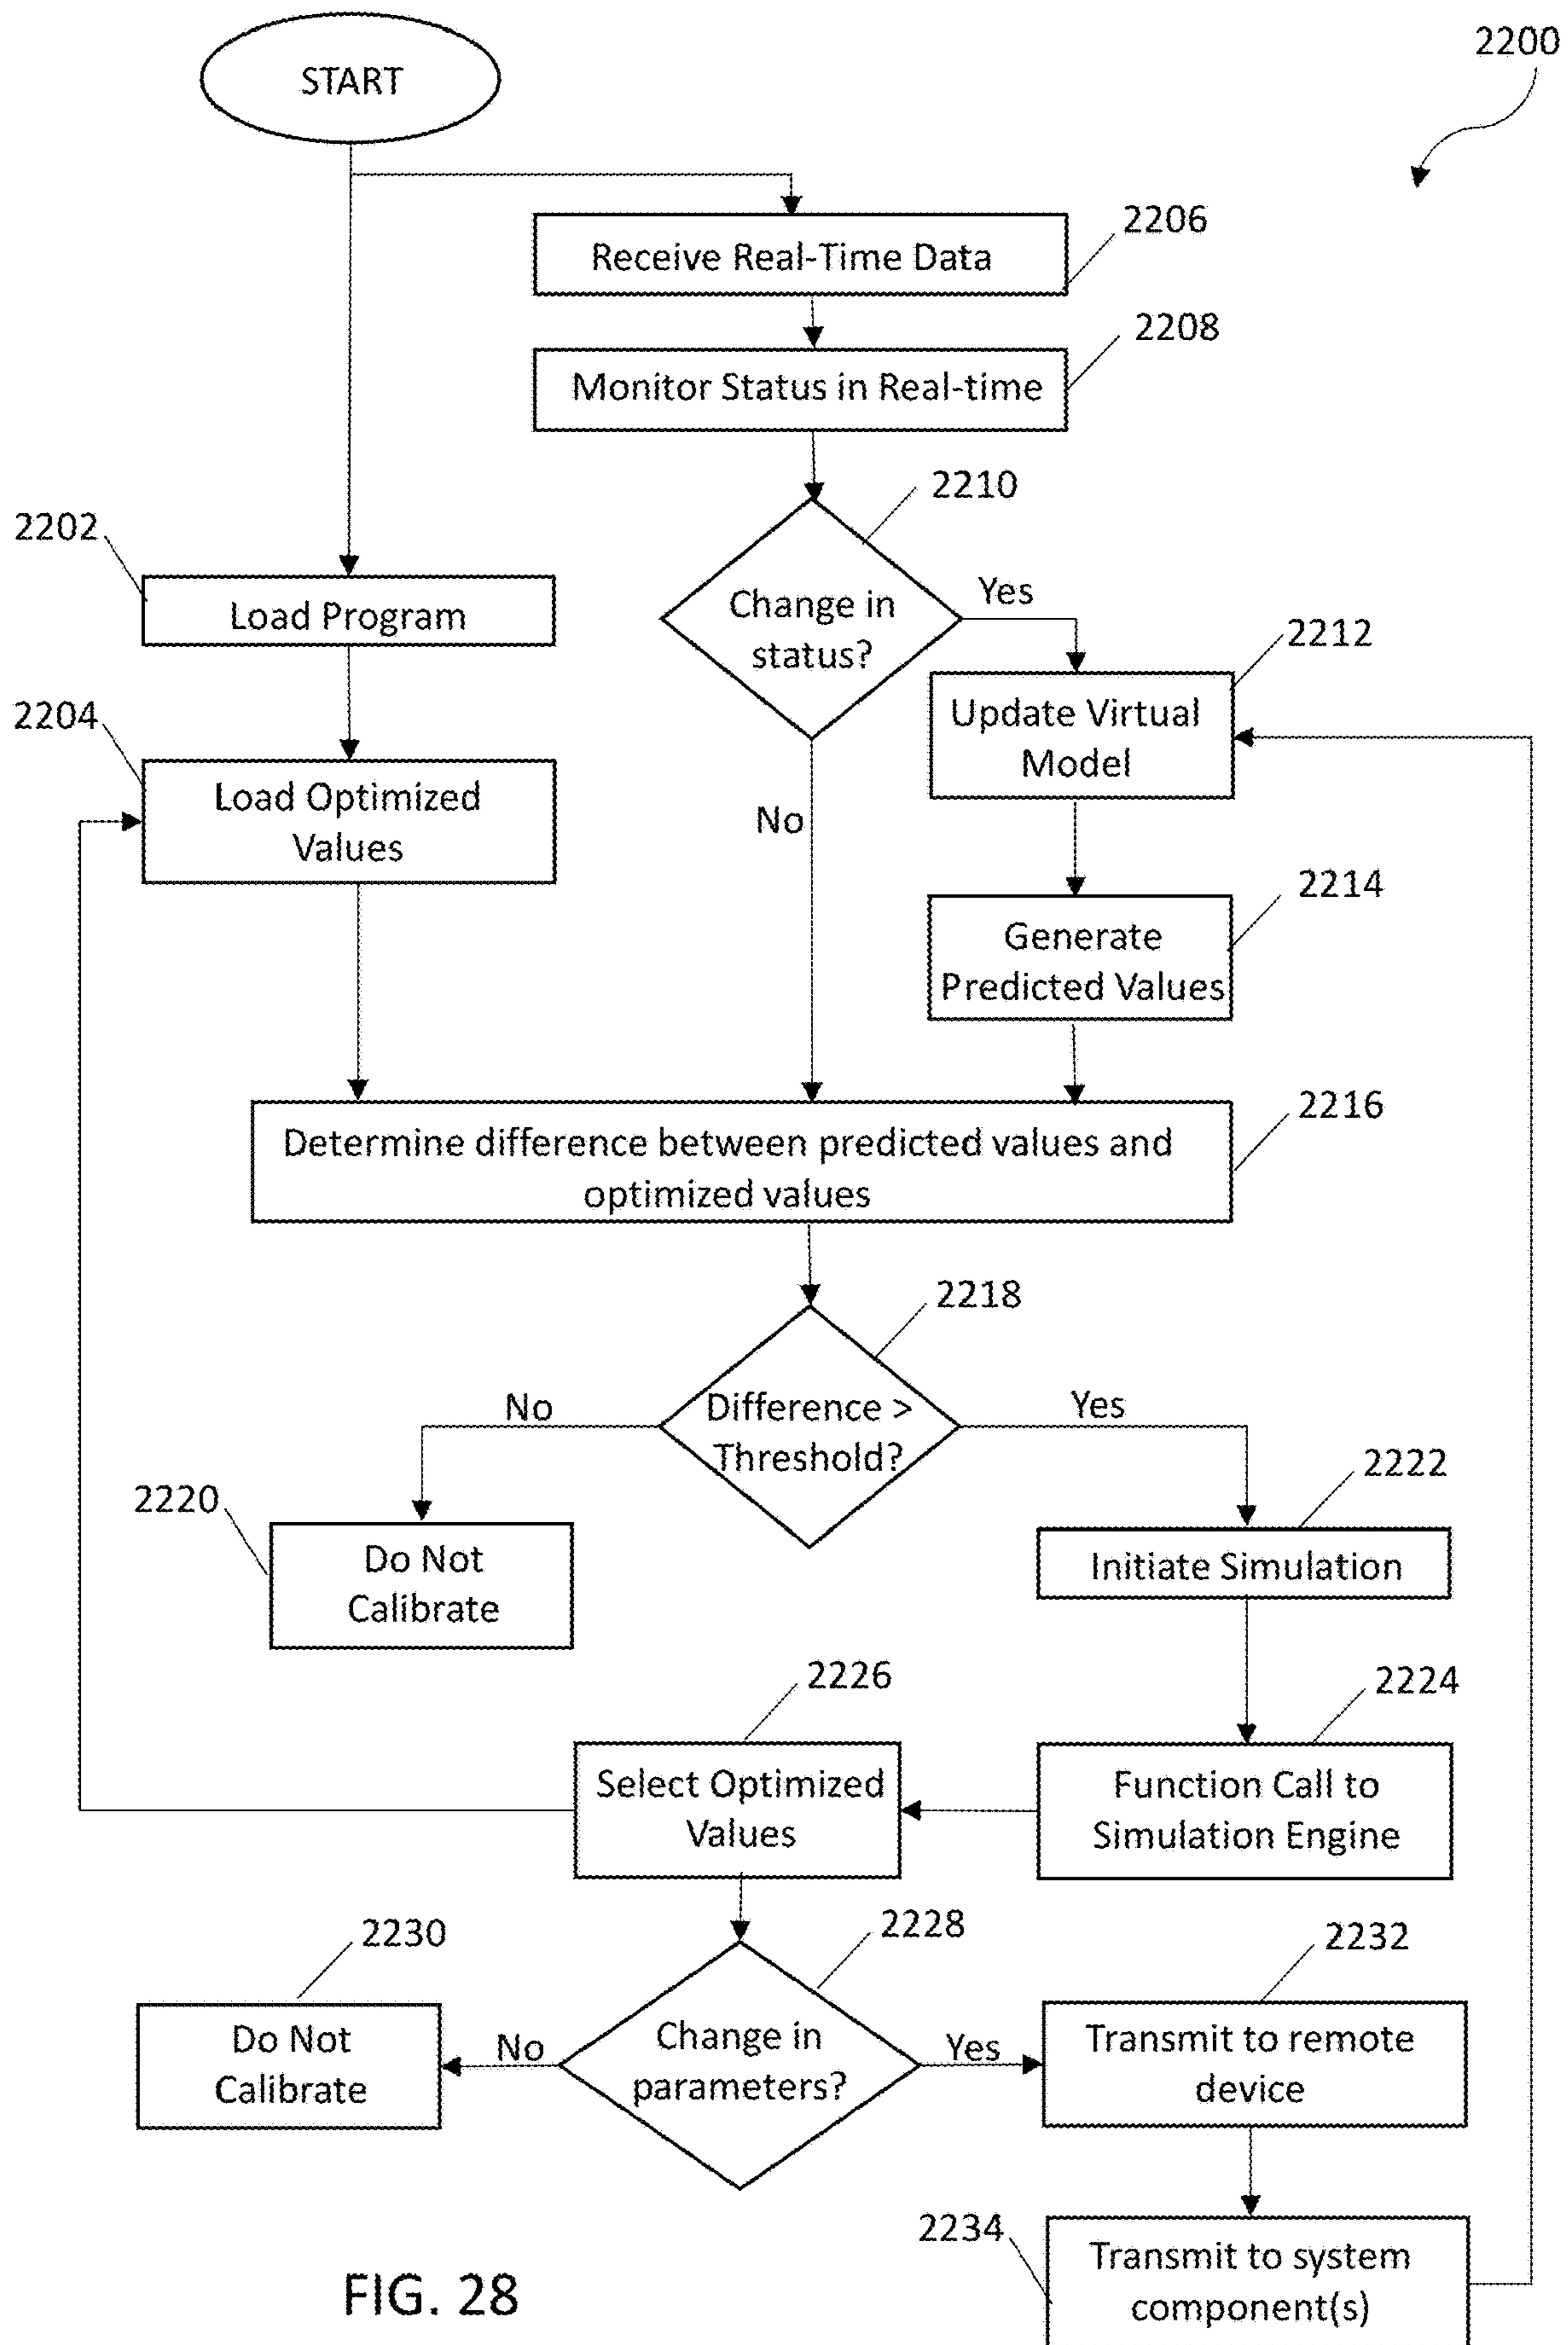 START
2200
2206
Receive Real-Time Data
2208
Monitor Status in Real-time
2210
2202
Change in
status?
Yes
Load Program
2212
2204
Update Virtual
Model
Load Optimized
Values
No
2214
Generate
Predicted Values
2216
Determine difference between predicted values and
optimized values
2218
No
Difference >
Threshold?
Yes
2222
2220
Do Not
Calibrate
Initiate Simulation
2226
2224
Select Optimized
Values
Function Call to
Simulation Engine
2230
2228
2232
Do Not
Calibrate
No
Change in
parameters?
Yes
Transmit to remote
device
2234
Transmit to system
component(s)
FIG. 28